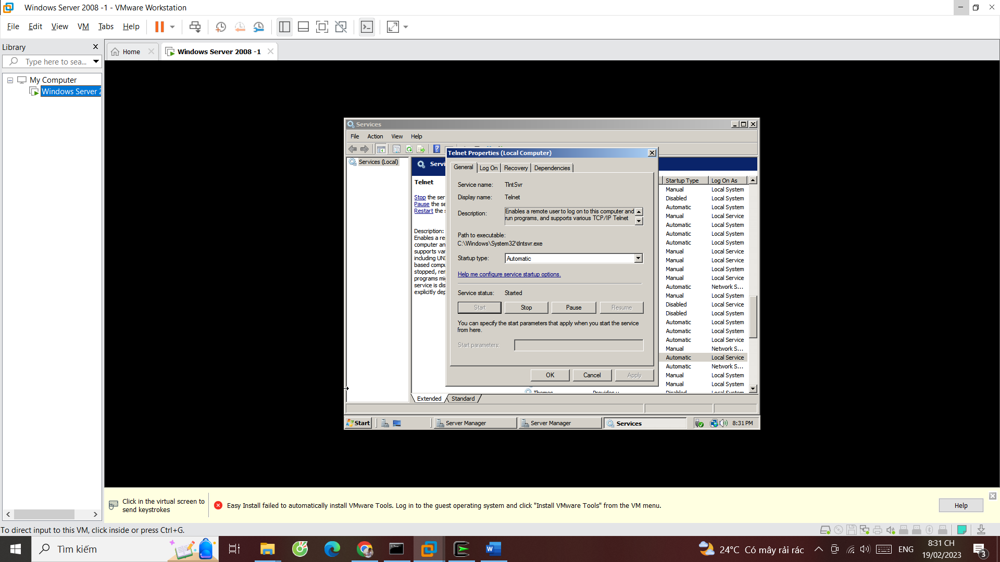 Windows Server 2008 -1 - VMware Workstation
File Edit View VM Tabs Help
Library
Home
Windows Server 2008 -1
Type here to sea...
My Computer
Windows Server 2
Services
File Action View Help
Services (Local)
Servi
Telnet
Stop the ser
Pause the se
Restart the s
Description:
Enables a re
computer an
supports var
including UNI
based compu
stopped, rem
programs mi
service is dis
explicitly dep
Telnet Properties (Local Computer)
General Log On Recovery Dependencies
Service name: TlntSvr
Display name: Telnet
Description: Enables a remote user to log on to this computer and
run programs, and supports various TCP/IP Telnet
Path to executable:
C:\Windows\System32\tlntsvr.exe
Startup type: Automatic
Help me configure service startup options.
Service status: Started
Start Stop Pause Resume
You can specify the start parameters that apply when you start the service
from here.
Start parameters:
OK Cancel Apply
Startup Type Log On As
Manual Local System
Disabled Local System
Automatic Local System
Manual Local Service
Automatic Local System
Automatic Local System
Automatic Local System
Manual Local Service
Manual Local System
Manual Local System
Manual Local Service
Automatic Network S...
Manual Local System
Disabled Local Service
Disabled Local System
Automatic Local System
Automatic Local System
Automatic Local Service
Manual Network S...
Automatic Local Service
Automatic Network S...
Manual Local System
Manual Local System
Themes Provides u Disabled Local System
Extended Standard
Start
Server Manager
Server Manager
Services
8:31 PM
Click in the virtual screen to
send keystrokes
Easy Install failed to automatically install VMware Tools. Log in to the guest operating system and click "Install VMware Tools" from the VM menu.
Help
To direct input to this VM, click inside or press Ctrl+G.
Tìm kiếm
24°C Có mây rải rác
ENG
8:31 CH
19/02/2023
3